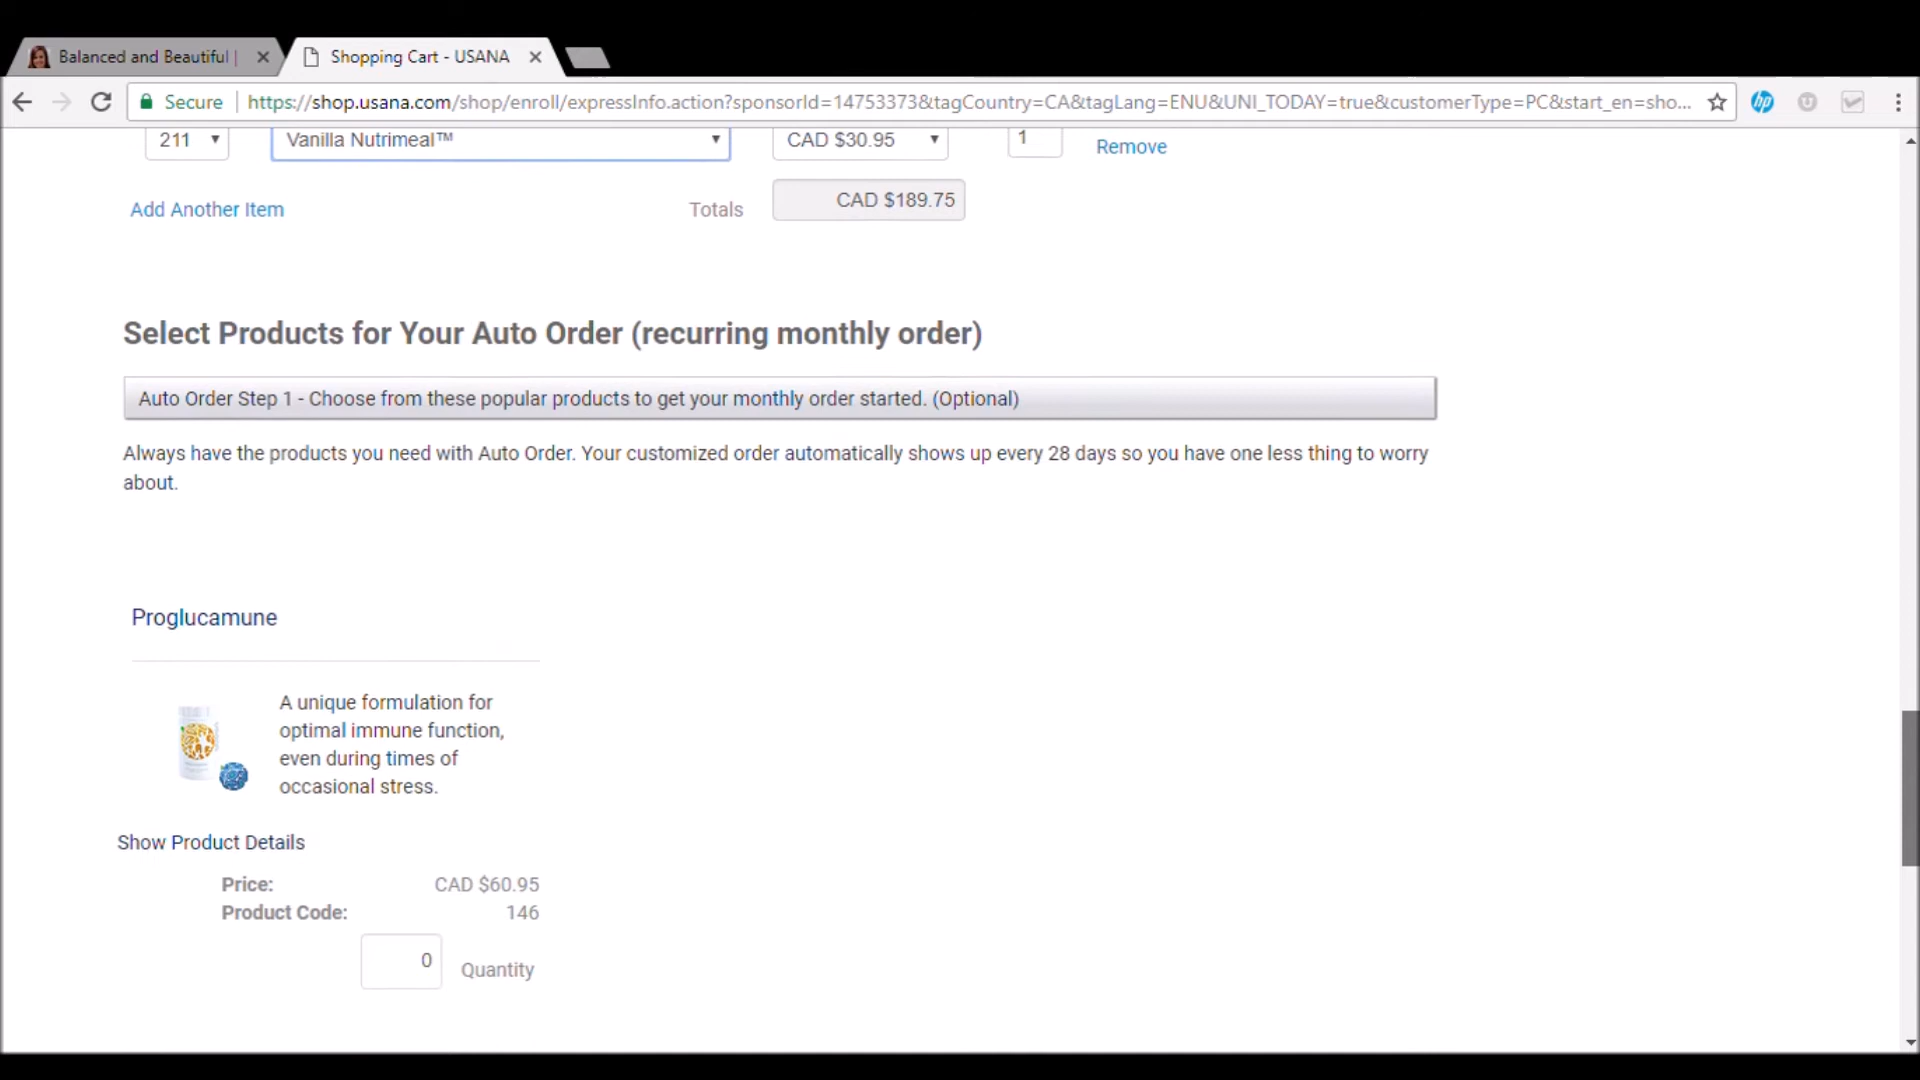 Balanced and Beautiful |
Shopping Cart - USANA
Secure
https://shop.usana.com/shop/enroll/expressInfo.action?sponsorId=14753373&tagCountry=CA&tagLang=ENU&UNI_TODAY=true&customerType=PC&start_en=sho...
hp
211
Vanilla Nutrimeal™
CAD $30.95
1
Remove
Add Another Item
Totals
CAD $189.75
Select Products for Your Auto Order (recurring monthly order)
Auto Order Step 1 - Choose from these popular products to get your monthly order started. (Optional)
Always have the products you need with Auto Order. Your customized order automatically shows up every 28 days so you have one less thing to worry
about.
Proglucamune
A unique formulation for
optimal immune function,
even during times of
occasional stress.
Show Product Details
Price: CAD $60.95
Product Code: 146
0 Quantity